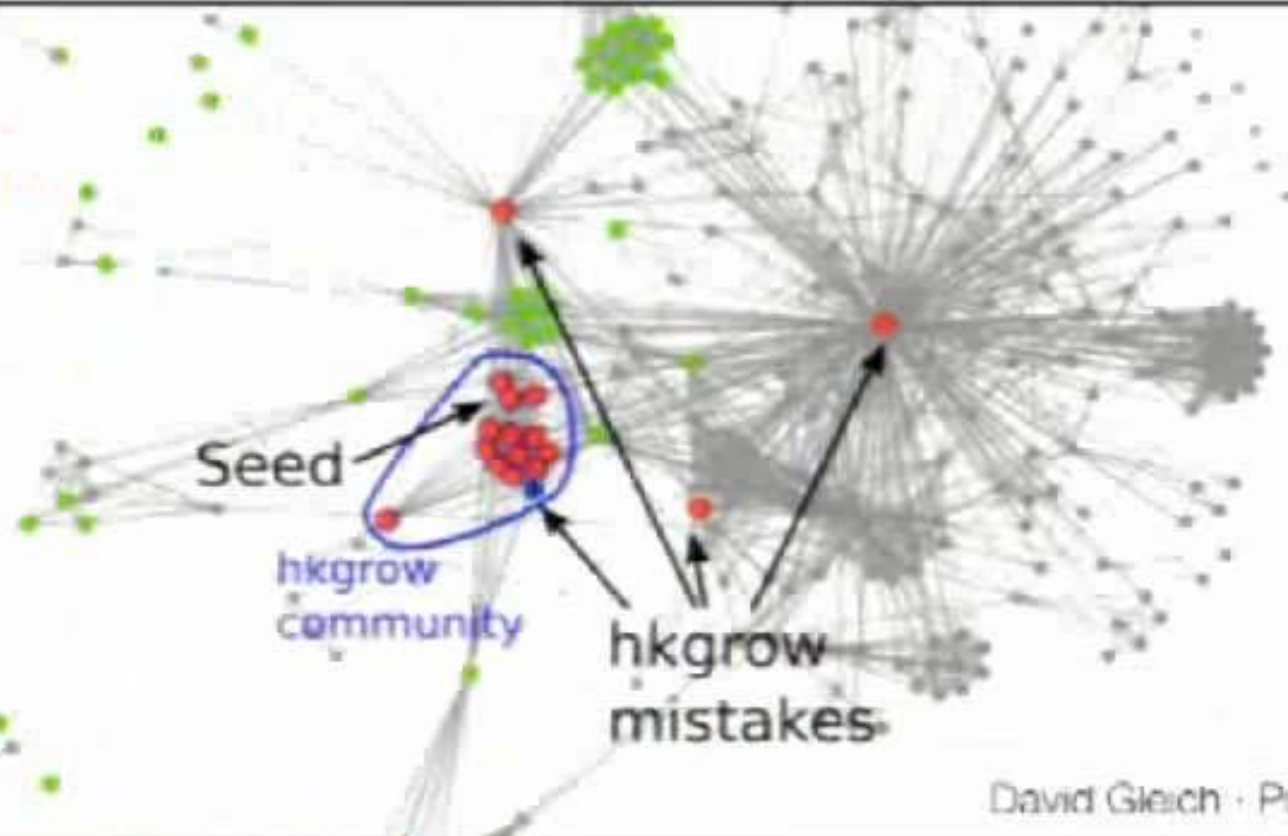 Seed
hkgrow
community
hkgrow
mistakes
David Gleich ·